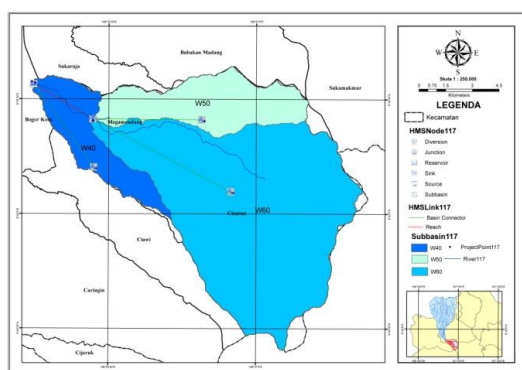 Babakan Madang
Sukaraja
Sukamakmur
W50
Bogor Kota
Megamendung
W40
Cisarua
W60
Ciawi
Caringin
Cijeruk
N
W
E
S
Skala 1 : 250.000
Kilometers
LEGENDA
Kecamatan
HMSNode117
Diversion
Junction
Reservoir
Sink
Source
Subbasin
HMSLink117
Basin Connector
Reach
Subbasin117
W40
ProjectPoint117
W50
River117
W60